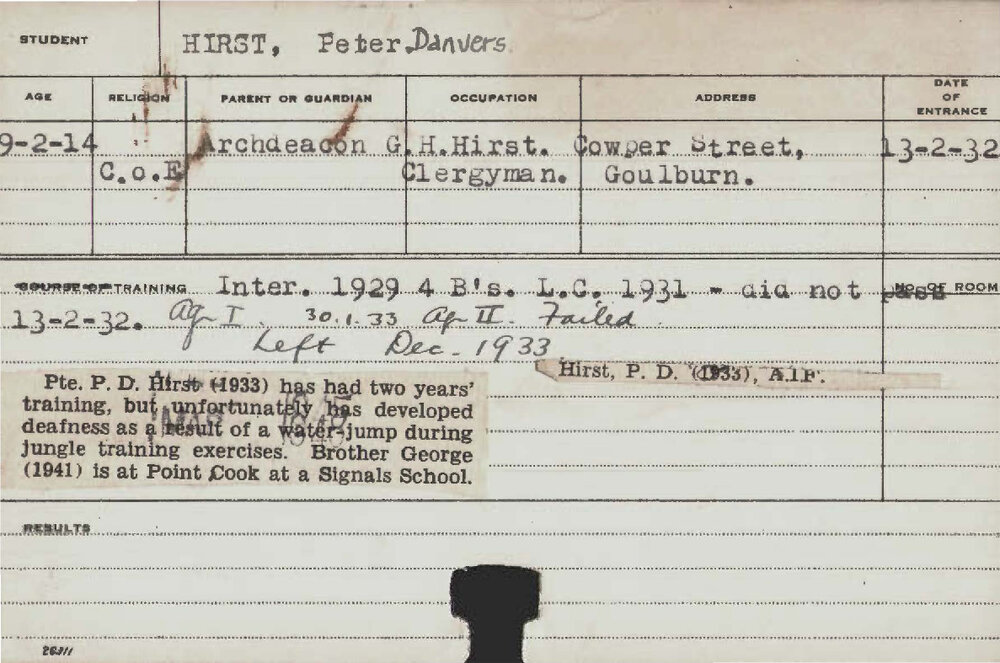 STUDENT HIRST, Peter Danvers
AGE RELIGION PARENT OR GUARDIAN OCCUPATION ADDRESS DATE OF ENTRANCE
9-2-14 Archdeacon G.H.Hirst. Cowper Street, 13-2-32
C.o.E Clergyman. Goulburn.
COURSE OF TRAINING Inter. 1929 4 B's. L.C. 1931 - did not pass NO. OF ROOM
13-2-32. Ag I. 30.1.33 Ag II. Failed
Left Dec. 1933
Hirst, P. D. (1933), A.I.F.
Pte. P. D. Hirst (1933) has had two years'
training, but unfortunately has developed
deafness as a result of a water-jump during
jungle training exercises. Brother George
(1941) is at Point Cook at a Signals School.
RESULTS